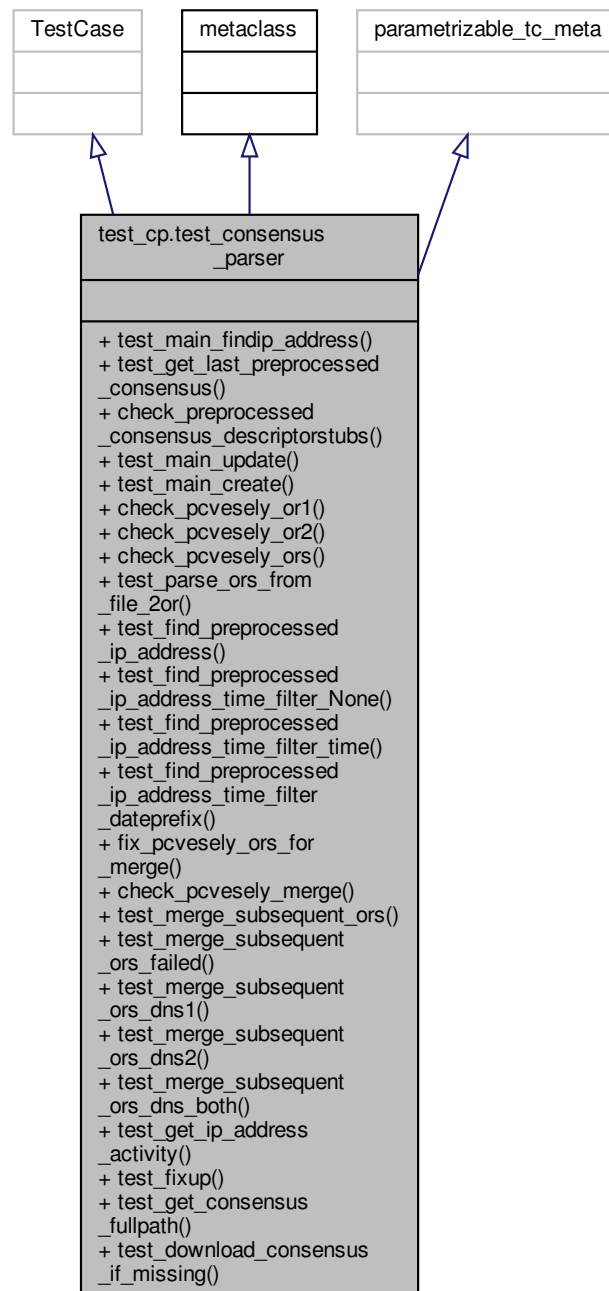 TestCase
metaclass
parametrizable_tc_meta
test_cp.test_consensus
_parser
+ test_main_findip_address()
+ test_get_last_preprocessed
_consensus()
+ check_preprocessed
_consensus_descriptorstubs()
+ test_main_update()
+ test_main_create()
+ check_pcvesely_or1()
+ check_pcvesely_or2()
+ check_pcvesely_ors()
+ test_parse_ors_from
_file_2or()
+ test_find_preprocessed
_ip_address()
+ test_find_preprocessed
_ip_address_time_filter_None()
+ test_find_preprocessed
_ip_address_time_filter_time()
+ test_find_preprocessed
_ip_address_time_filter
_dateprefix()
+ fix_pcvesely_ors_for
_merge()
+ check_pcvesely_merge()
+ test_merge_subsequent_ors()
+ test_merge_subsequent
_ors_failed()
+ test_merge_subsequent
_ors_dns1()
+ test_merge_subsequent
_ors_dns2()
+ test_merge_subsequent
_ors_dns_both()
+ test_get_ip_address
_activity()
+ test_fixup()
+ test_get_consensus
_fullpath()
+ test_download_consensus
_if_missing()